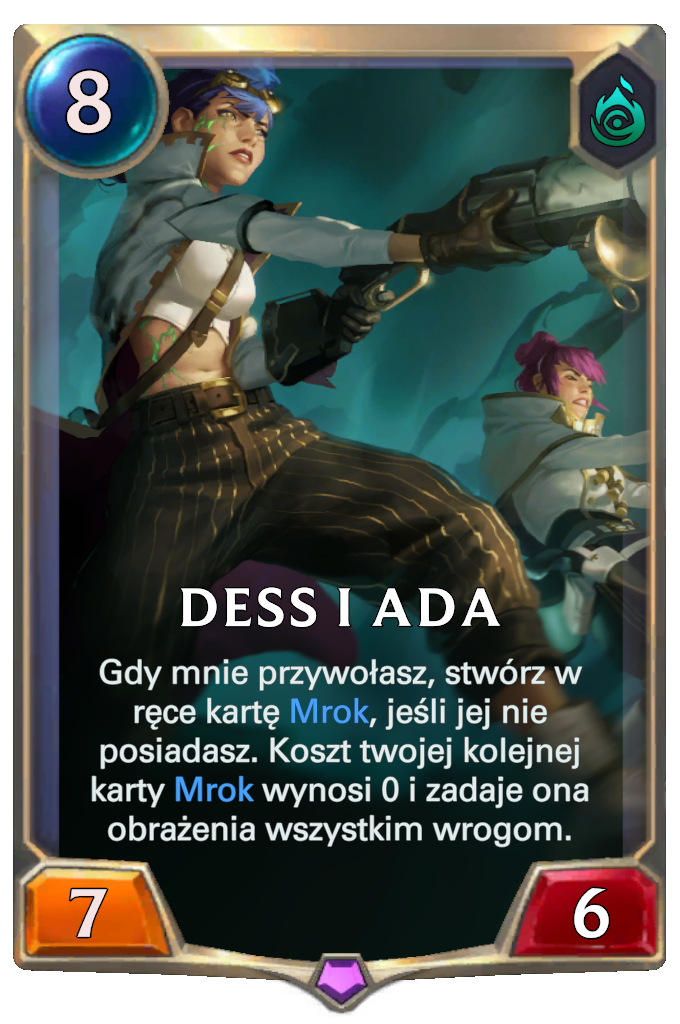 8
DESS I ADA
Gdy mnie przywołasz, stwórz w
ręce kartę Mrok, jeśli jej nie
posiadasz. Koszt twojej kolejnej
karty Mrok wynosi 0 i zadaje ona
obrażenia wszystkim wrogom.
7
6